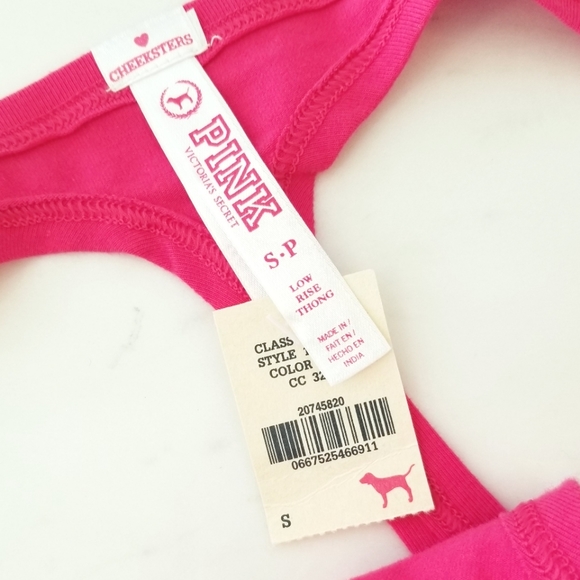 CHEEKSTERS
PINK
VICTORIA'S SECRET
S·P
LOW
RISE
THONG
MADE IN/
FAIT EN/
HECHO EN
INDIA
CLASS
STYLE
COLOR
CC
20745820
0667525466911
S